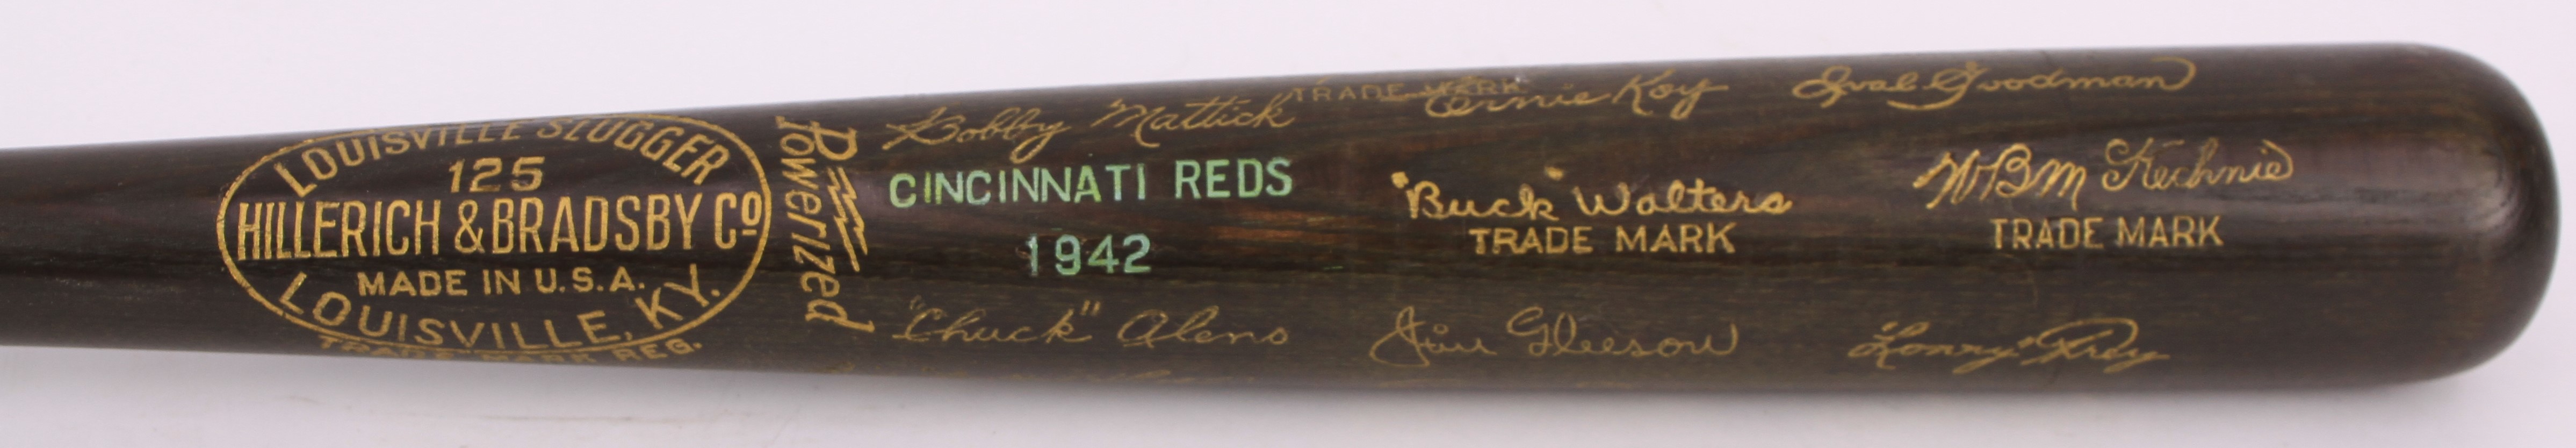 LOUISVILLE SLUGGER
125
HILLERICH & BRADSBY Cº
MADE IN U.S.A.
LOUISVILLE, KY.
TRADE MARK REG.
Powerized
Bobby Mattick
TRADE MARK
Ernie Koy
Ival Goodman
CINCINNATI REDS
1942
"Buck" Walters
TRADE MARK
WBMcKechnie
TRADE MARK
"Chuck" Aleno
Jim Gleeson
"Lonny" Frey